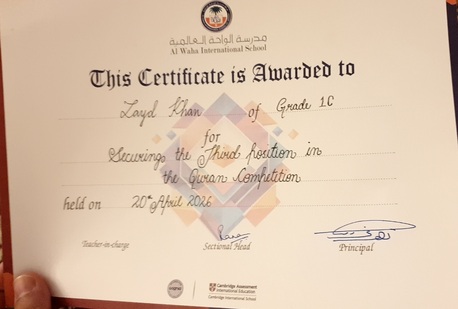 مدرسة الواحة العالمية
Al Waha International School
This Certificate is Awarded to
Zayd Khan of Grade 1C
for
Securing the Third position in
the Quran Competition
held on 20th April 2026
Teacher-in-charge
Sectional Head
Principal
Cambridge Assessment
International Education
Cambridge International School